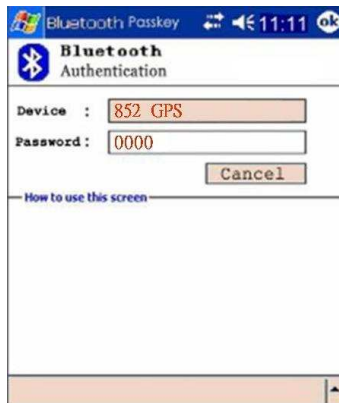 Bluetooth Passkey 11:11 ok
Bluetooth
Authentication
Device : 852 GPS
Password: 0000
Cancel
How to use this screen